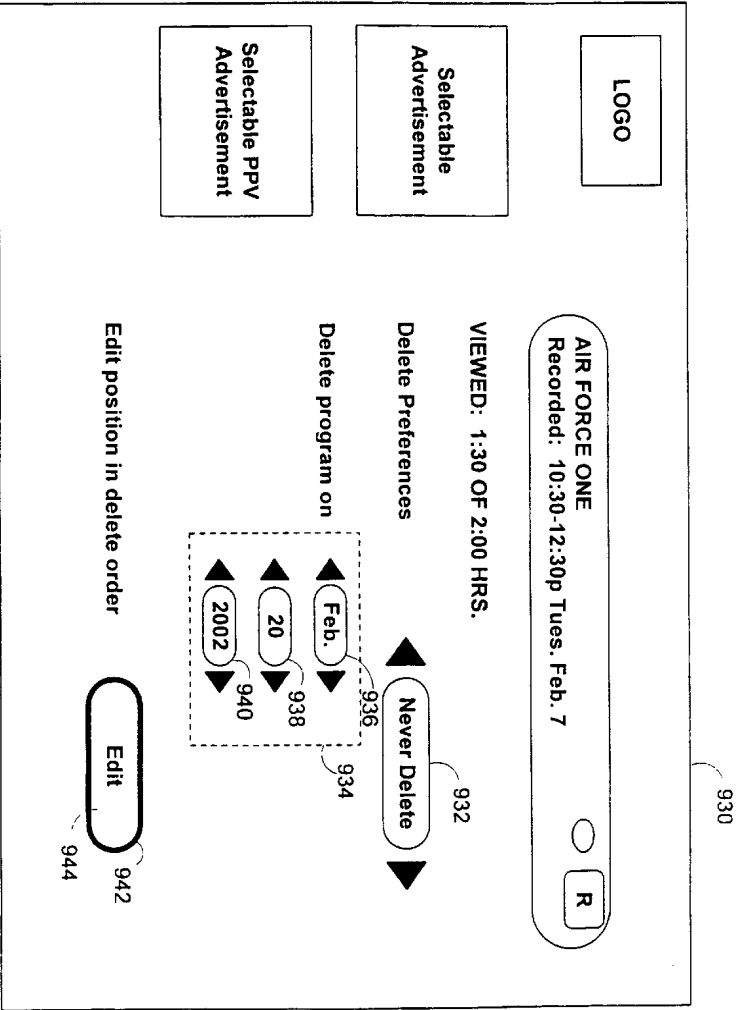 930
LOGO
AIR FORCE ONE
Recorded: 10:30-12:30p Tues. Feb. 7
R
Selectable
Advertisement
VIEWED: 1:30 OF 2:00 HRS.
Delete Preferences
Never Delete
932
Selectable PPV
Advertisement
Delete program on
Feb.
936
20
938
2002
940
934
Edit position in delete order
Edit
942
944